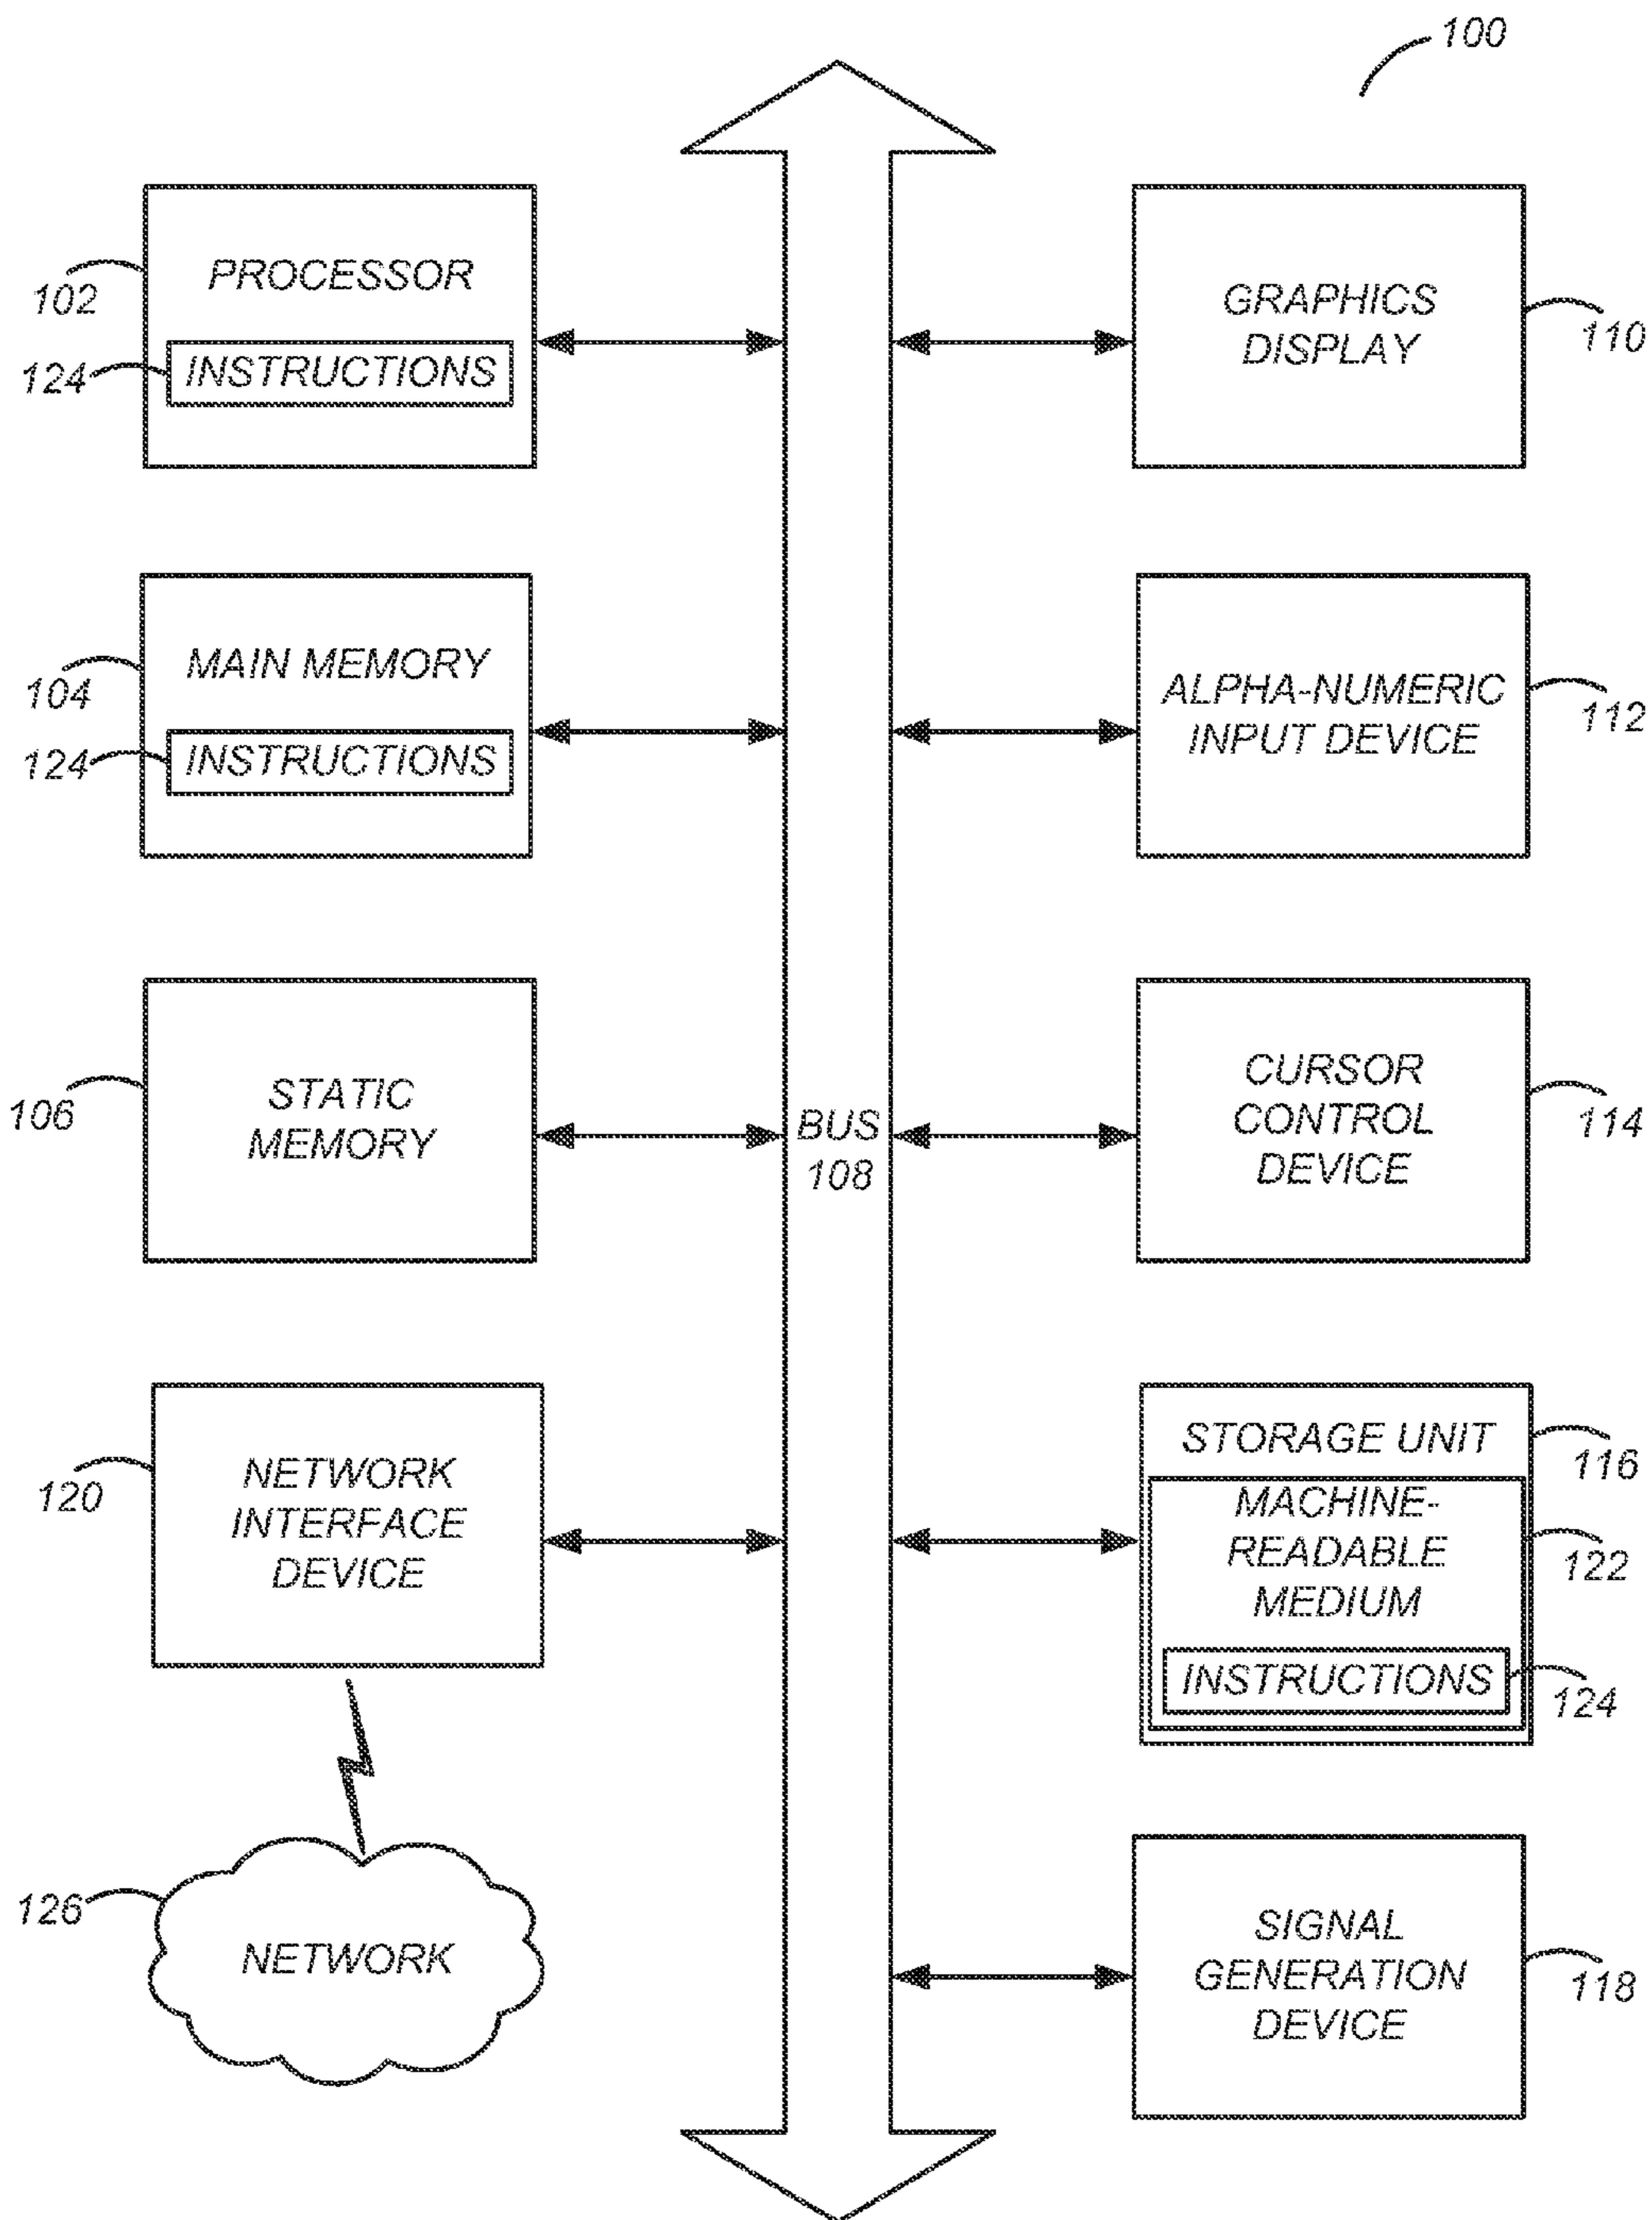 100
PROCESSOR
102
124
INSTRUCTIONS
GRAPHICS
DISPLAY
110
MAIN MEMORY
104
124
INSTRUCTIONS
ALPHA-NUMERIC
INPUT DEVICE
112
STATIC
MEMORY
106
BUS
108
CURSOR
CONTROL
DEVICE
114
NETWORK
INTERFACE
DEVICE
120
STORAGE UNIT
116
MACHINE-
READABLE
MEDIUM
122
INSTRUCTIONS
124
126
NETWORK
SIGNAL
GENERATION
DEVICE
118